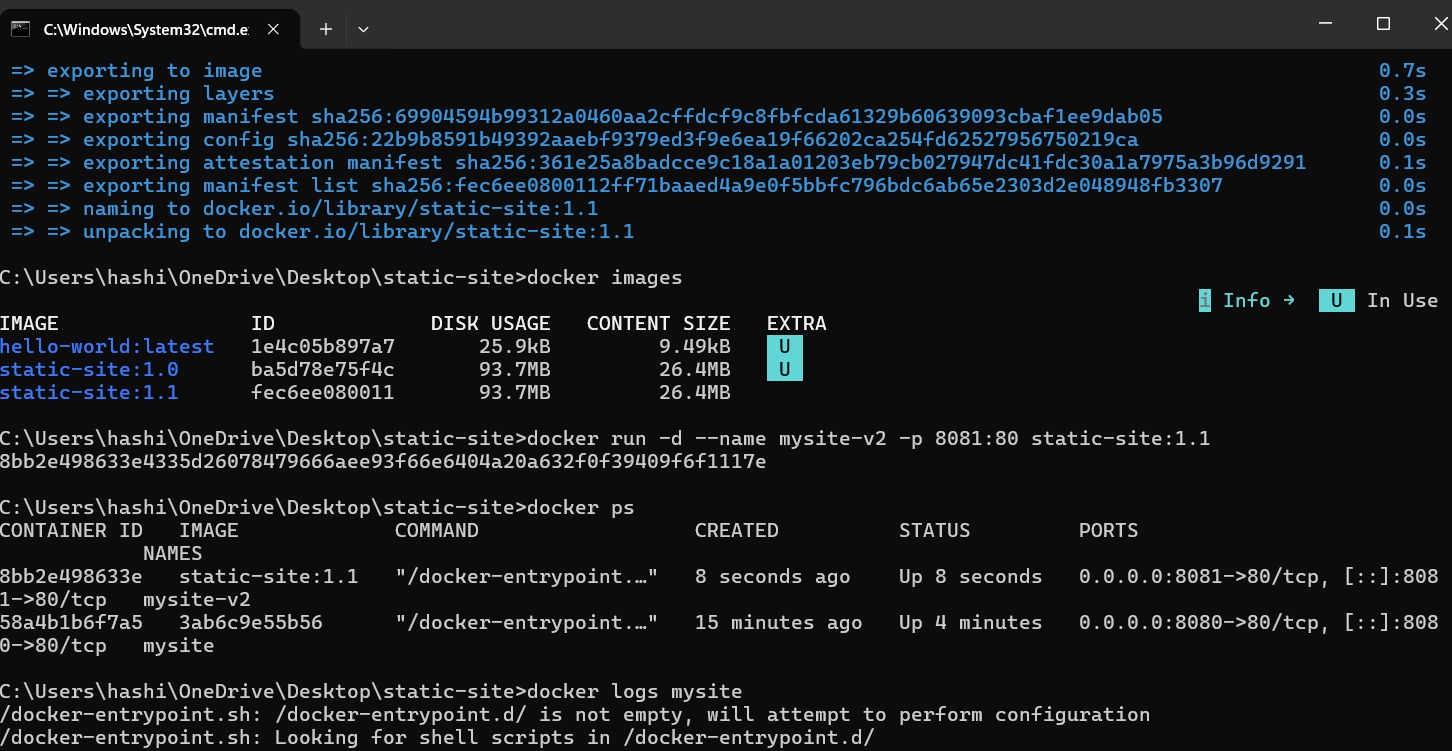 C:\Windows\System32\cmd.e
=> exporting to image 0.7s
=> => exporting layers 0.3s
=> => exporting manifest sha256:69904594b99312a0460aa2cffdcf9c8fbfcda61329b60639093cbaf1ee9dab05 0.0s
=> => exporting config sha256:22b9b8591b49392aaebf9379ed3f9e6ea19f66202ca254fd62527956750219ca 0.0s
=> => exporting attestation manifest sha256:361e25a8badcce9c18a1a01203eb79cb027947dc41fdc30a1a7975a3b96d9291 0.1s
=> => exporting manifest list sha256:fec6ee0800112ff71baaed4a9e0f5bbfc796bdc6ab65e2303d2e048948fb3307 0.0s
=> => naming to docker.io/library/static-site:1.1 0.0s
=> => unpacking to docker.io/library/static-site:1.1 0.1s
C:\Users\hashi\OneDrive\Desktop\static-site>docker images
i Info → U In Use
IMAGE ID DISK USAGE CONTENT SIZE EXTRA
hello-world:latest 1e4c05b897a7 25.9kB 9.49kB U
static-site:1.0 ba5d78e75f4c 93.7MB 26.4MB U
static-site:1.1 fec6ee080011 93.7MB 26.4MB
C:\Users\hashi\OneDrive\Desktop\static-site>docker run -d --name mysite-v2 -p 8081:80 static-site:1.1
8bb2e498633e4335d26078479666aee93f66e6404a20a632f0f39409f6f1117e
C:\Users\hashi\OneDrive\Desktop\static-site>docker ps
CONTAINER ID IMAGE COMMAND CREATED STATUS PORTS
NAMES
8bb2e498633e static-site:1.1 "/docker-entrypoint.…" 8 seconds ago Up 8 seconds 0.0.0.0:8081->80/tcp, [::]:808
1->80/tcp mysite-v2
58a4b1b6f7a5 3ab6c9e55b56 "/docker-entrypoint.…" 15 minutes ago Up 4 minutes 0.0.0.0:8080->80/tcp, [::]:808
0->80/tcp mysite
C:\Users\hashi\OneDrive\Desktop\static-site>docker logs mysite
/docker-entrypoint.sh: /docker-entrypoint.d/ is not empty, will attempt to perform configuration
/docker-entrypoint.sh: Looking for shell scripts in /docker-entrypoint.d/